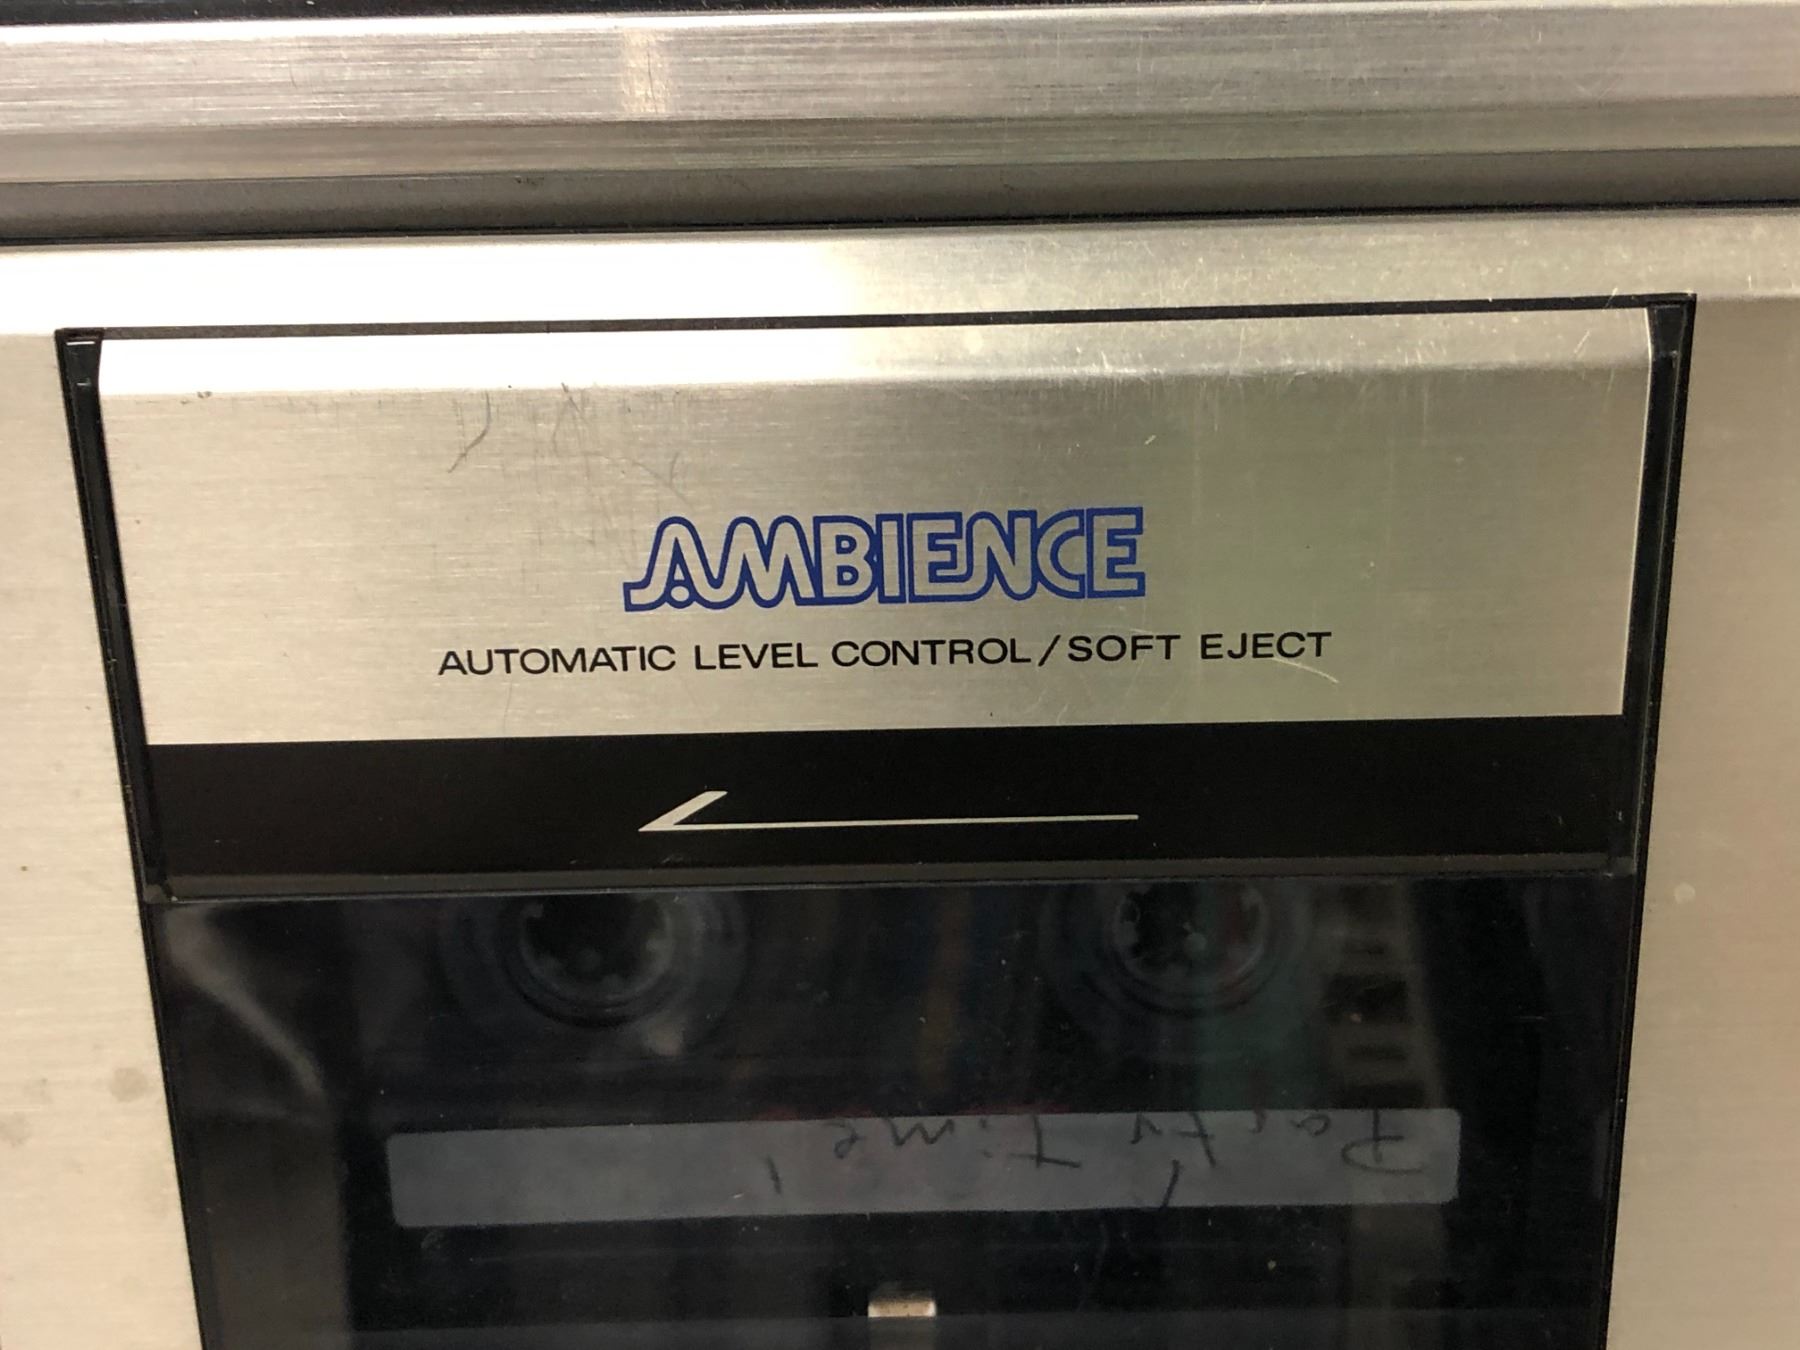 AMBIENCE
AUTOMATIC LEVEL CONTROL/SOFT EJECT
Party time!